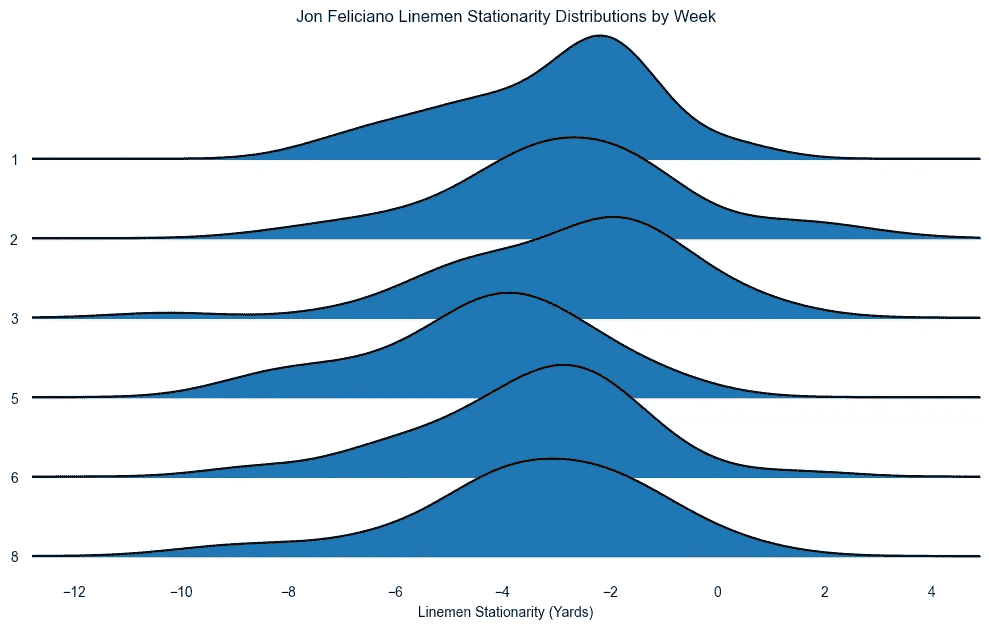 Jon Feliciano Linemen Stationarity Distributions by Week
1
2
3
5
6
8
−12 −10 −8 −6 −4 −2 0 2 4
Linemen Stationarity (Yards)